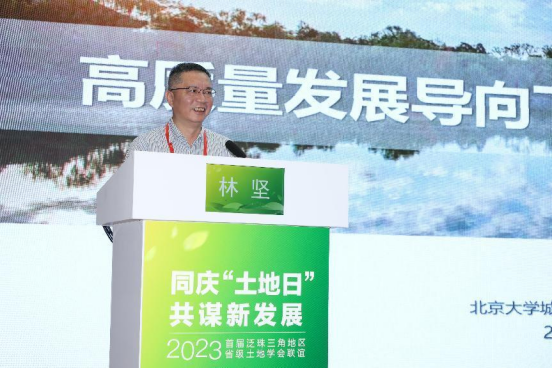 高质量发展导向
林 坚
同庆“土地日”
共谋新发展
2023 首届泛珠三角地区
省级土地学会联谊
北京大学城
2